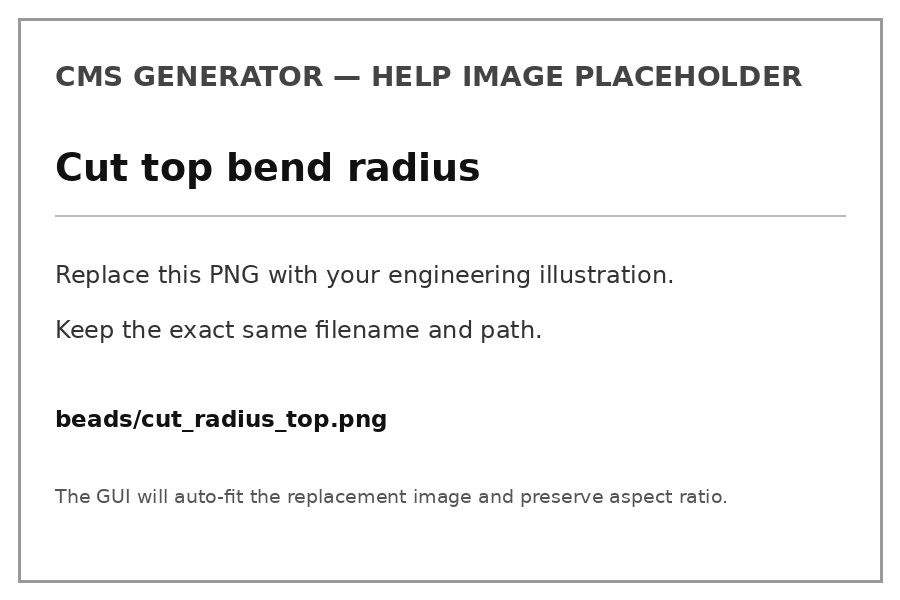 CMS GENERATOR — HELP IMAGE PLACEHOLDER
Cut top bend radius
Replace this PNG with your engineering illustration.
Keep the exact same filename and path.
beads/cut_radius_top.png
The GUI will auto-fit the replacement image and preserve aspect ratio.